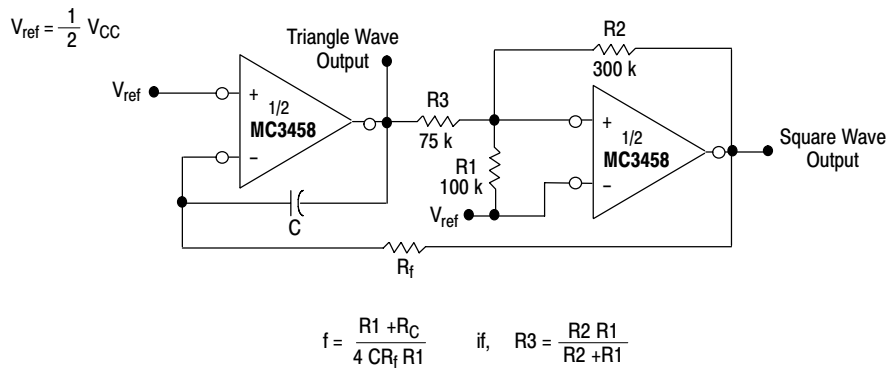 V_ref = 1/2 V_CC
Triangle Wave
Output
R2
300 k
V_ref
+
1/2
MC3458
−
R3
75 k
+
1/2
MC3458
−
Square Wave
Output
R1
100 k
V_ref
C
R_f
f = R1 +R_C / 4 CR_f R1 if, R3 = R2 R1 / R2 +R1